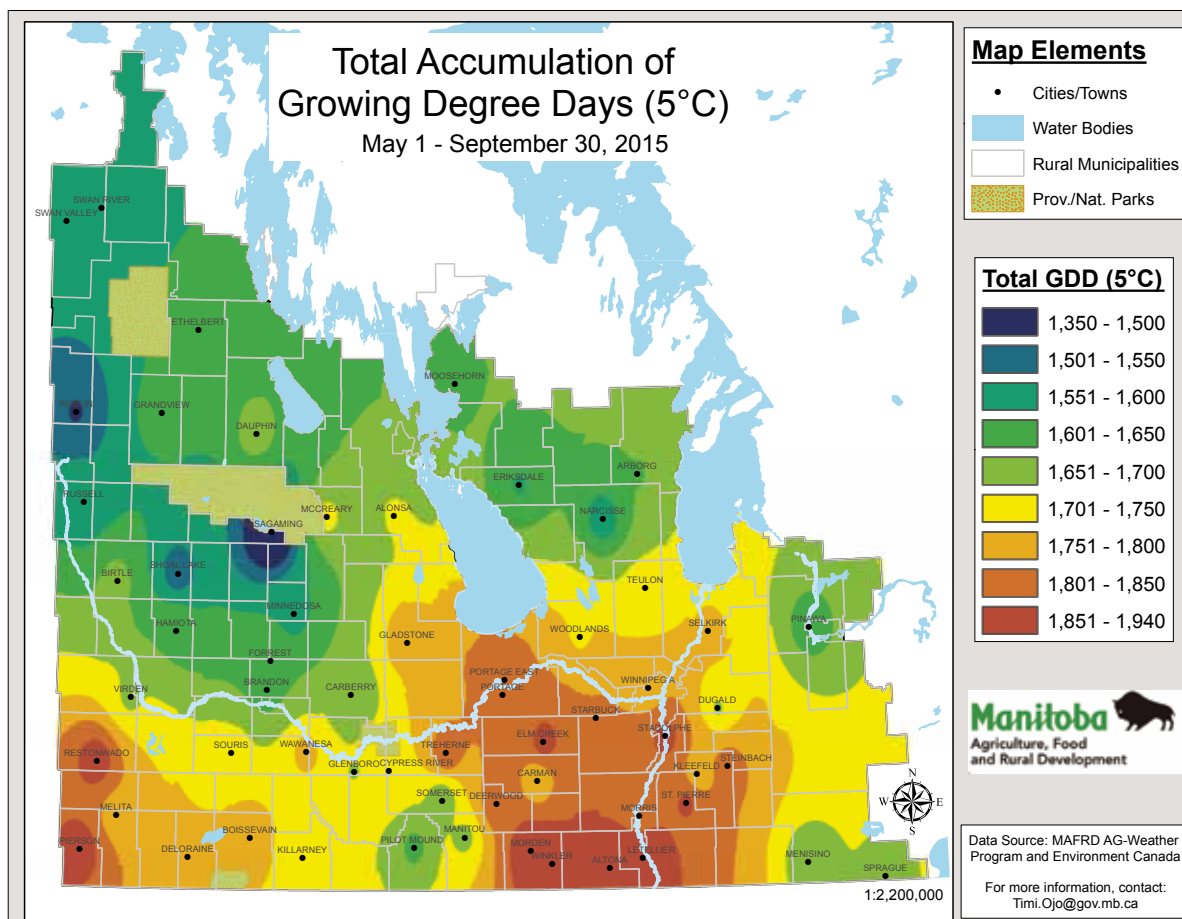 Total Accumulation of
Growing Degree Days (5°C)
May 1 - September 30, 2015
SWAN RIVER
SWAN VALLEY
ETHELBERT
MOOSEHORN
ROBLIN
GRANDVIEW
DAUPHIN
ARBORG
ERIKSDALE
RUSSELL
MCCREARY
ALONSA
NARCISSE
SAGAMING
SHOAL LAKE
BIRTLE
TEULON
MINNEDOSA
HAMIOTA
PINAWA
GLADSTONE
WOODLANDS
SELKIRK
FORREST
PORTAGE EAST
VIRDEN
BRANDON
CARBERRY
PORTAGE
WINNIPEG A
DUGALD
STARBUCK
STADOLPHE
ELM CREEK
RESTONWADO
SOURIS
WAWANESA
TREHERNE
GLENBORO
CYPRESS RIVER
KLEEFELD
STEINBACH
CARMAN
SOMERSET
DEERWOOD
ST. PIERRE
MELITA
MORRIS
BOISSEVAIN
MANITOU
PIERSON
PILOT MOUND
DELORAINE
KILLARNEY
MORDEN
WINKLER
ALTONA
LETELLIER
MENISINO
SPRAGUE
N
W
E
S
1:2,200,000
Map Elements
Cities/Towns
Water Bodies
Rural Municipalities
Prov./Nat. Parks
Total GDD (5°C)
1,350 - 1,500
1,501 - 1,550
1,551 - 1,600
1,601 - 1,650
1,651 - 1,700
1,701 - 1,750
1,751 - 1,800
1,801 - 1,850
1,851 - 1,940
Manitoba
Agriculture, Food
and Rural Development
Data Source: MAFRD AG-Weather
Program and Environment Canada
For more information, contact:
Timi.Ojo@gov.mb.ca